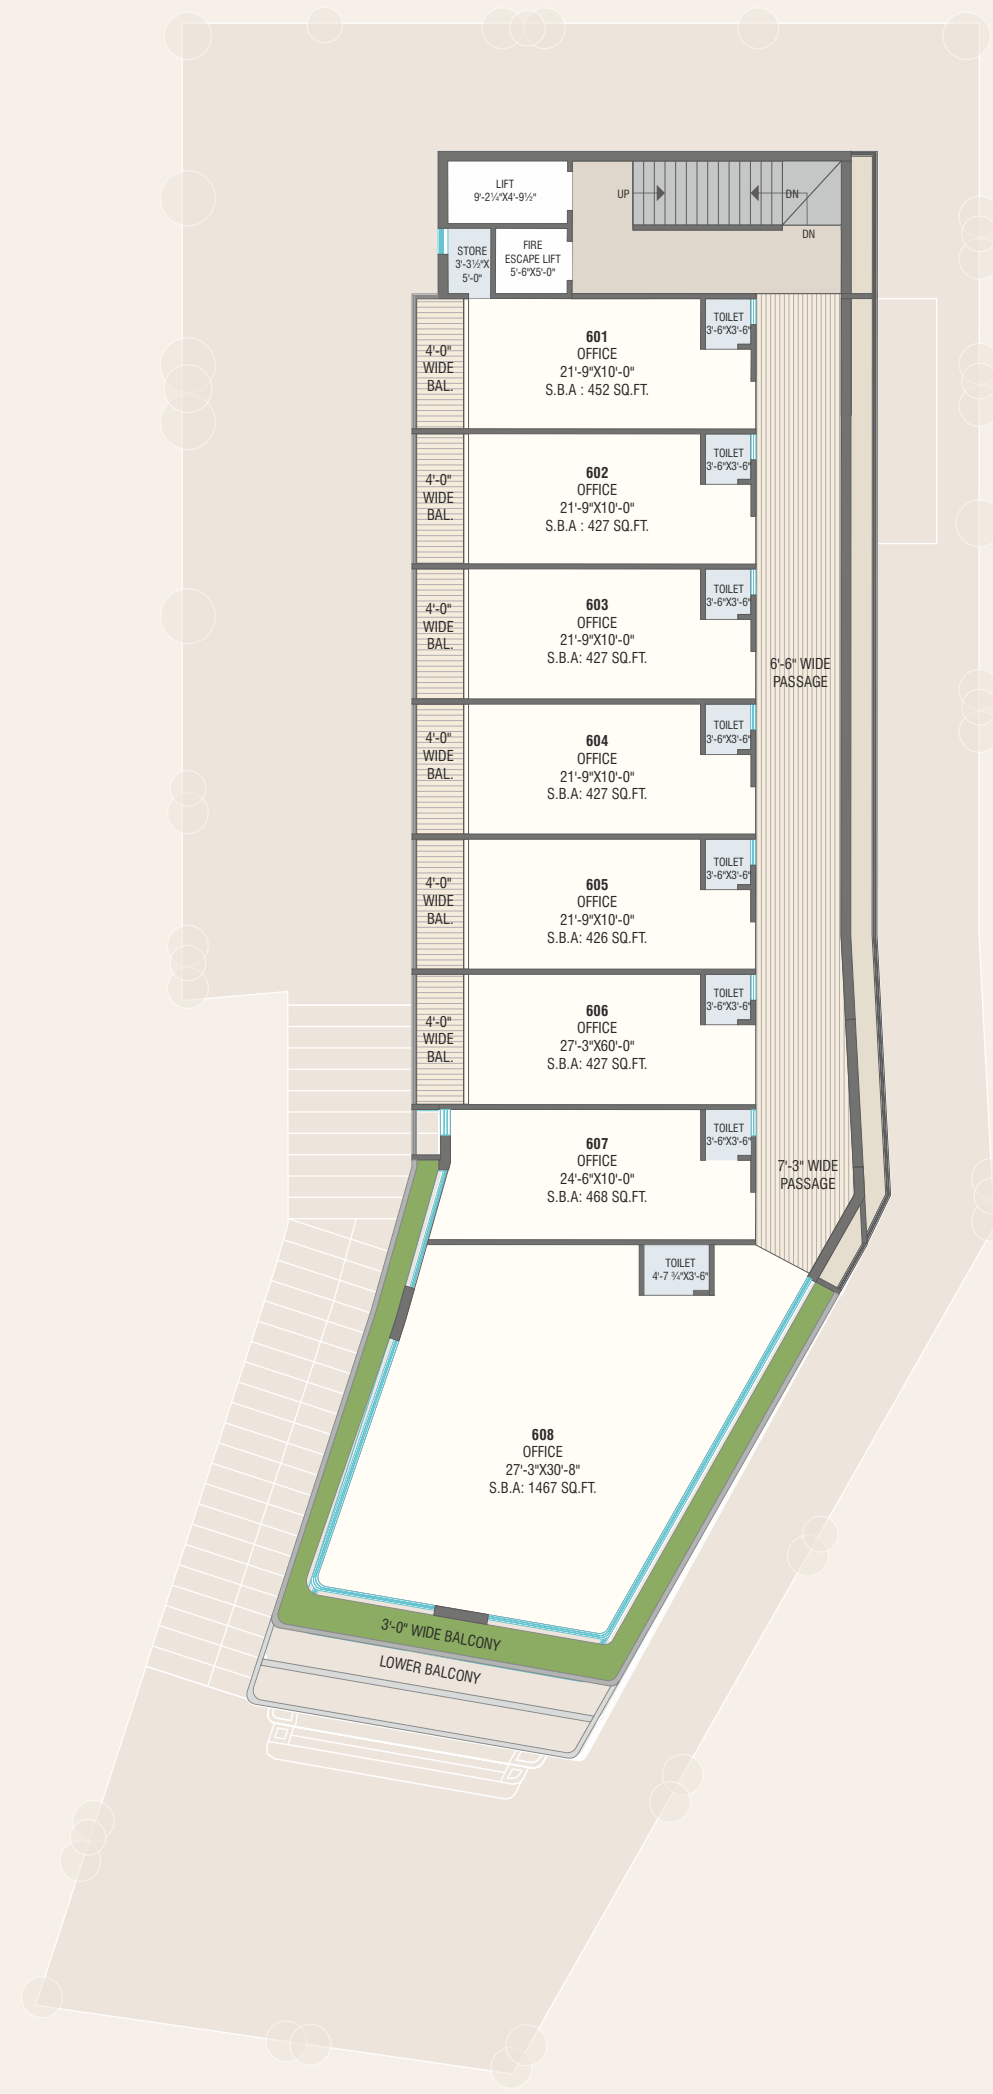 LIFT
9'-2¼"X4'-9½"
UP
DN
DN
STORE
3'-3½"X
5'-0"
FIRE
ESCAPE LIFT
5'-6"X5'-0"
TOILET
3'-6"X3'-6"
4'-0"
WIDE
BAL.
601
OFFICE
21'-9"X10'-0"
S.B.A : 452 SQ.FT.
TOILET
3'-6"X3'-6"
4'-0"
WIDE
BAL.
602
OFFICE
21'-9"X10'-0"
S.B.A : 427 SQ.FT.
TOILET
3'-6"X3'-6"
4'-0"
WIDE
BAL.
603
OFFICE
21'-9"X10'-0"
S.B.A: 427 SQ.FT.
6'-6" WIDE
PASSAGE
TOILET
3'-6"X3'-6"
4'-0"
WIDE
BAL.
604
OFFICE
21'-9"X10'-0"
S.B.A: 427 SQ.FT.
TOILET
3'-6"X3'-6"
4'-0"
WIDE
BAL.
605
OFFICE
21'-9"X10'-0"
S.B.A: 426 SQ.FT.
TOILET
3'-6"X3'-6"
4'-0"
WIDE
BAL.
606
OFFICE
27'-3"X60'-0"
S.B.A: 427 SQ.FT.
TOILET
3'-6"X3'-6"
607
OFFICE
24'-6"X10'-0"
S.B.A: 468 SQ.FT.
7'-3" WIDE
PASSAGE
TOILET
4'-7 ¾"X3'-6"
608
OFFICE
27'-3"X30'-8"
S.B.A: 1467 SQ.FT.
3'-0" WIDE BALCONY
LOWER BALCONY